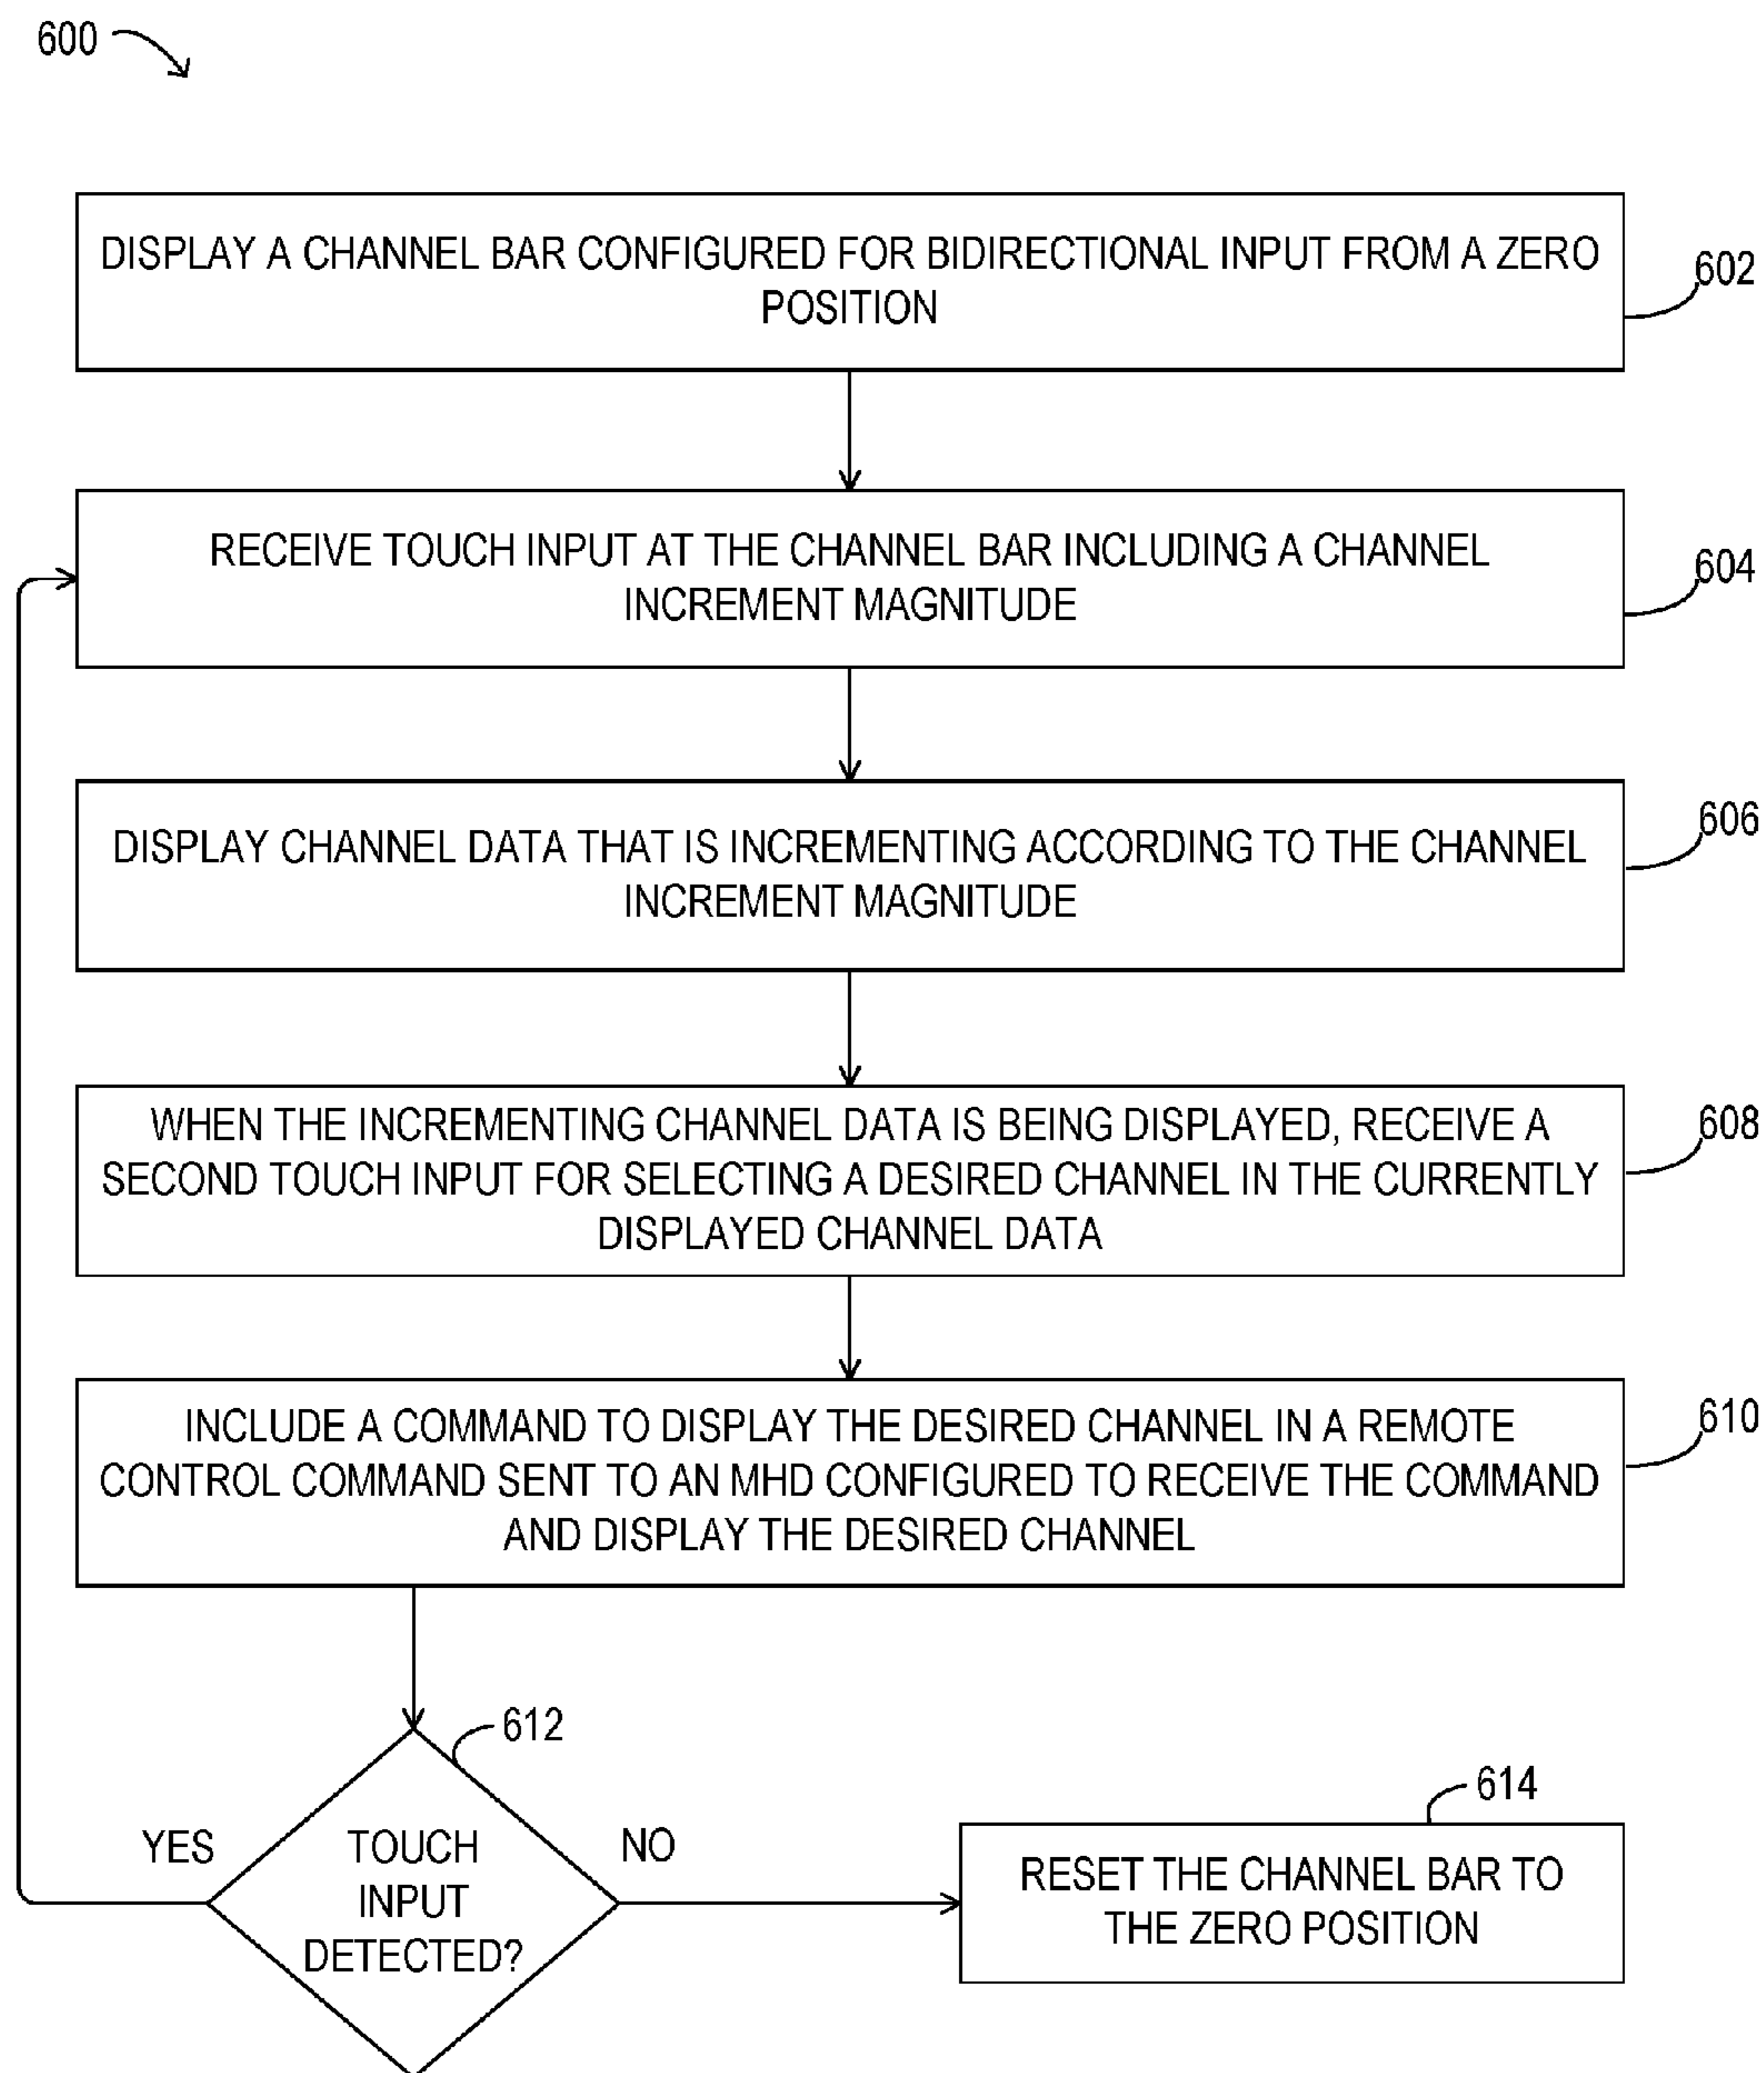 600
DISPLAY A CHANNEL BAR CONFIGURED FOR BIDIRECTIONAL INPUT FROM A ZERO
POSITION
602
RECEIVE TOUCH INPUT AT THE CHANNEL BAR INCLUDING A CHANNEL
INCREMENT MAGNITUDE
604
DISPLAY CHANNEL DATA THAT IS INCREMENTING ACCORDING TO THE CHANNEL
INCREMENT MAGNITUDE
606
WHEN THE INCREMENTING CHANNEL DATA IS BEING DISPLAYED, RECEIVE A
SECOND TOUCH INPUT FOR SELECTING A DESIRED CHANNEL IN THE CURRENTLY
DISPLAYED CHANNEL DATA
608
INCLUDE A COMMAND TO DISPLAY THE DESIRED CHANNEL IN A REMOTE
CONTROL COMMAND SENT TO AN MHD CONFIGURED TO RECEIVE THE COMMAND
AND DISPLAY THE DESIRED CHANNEL
610
612
YES
TOUCH
INPUT
DETECTED?
NO
614
RESET THE CHANNEL BAR TO
THE ZERO POSITION